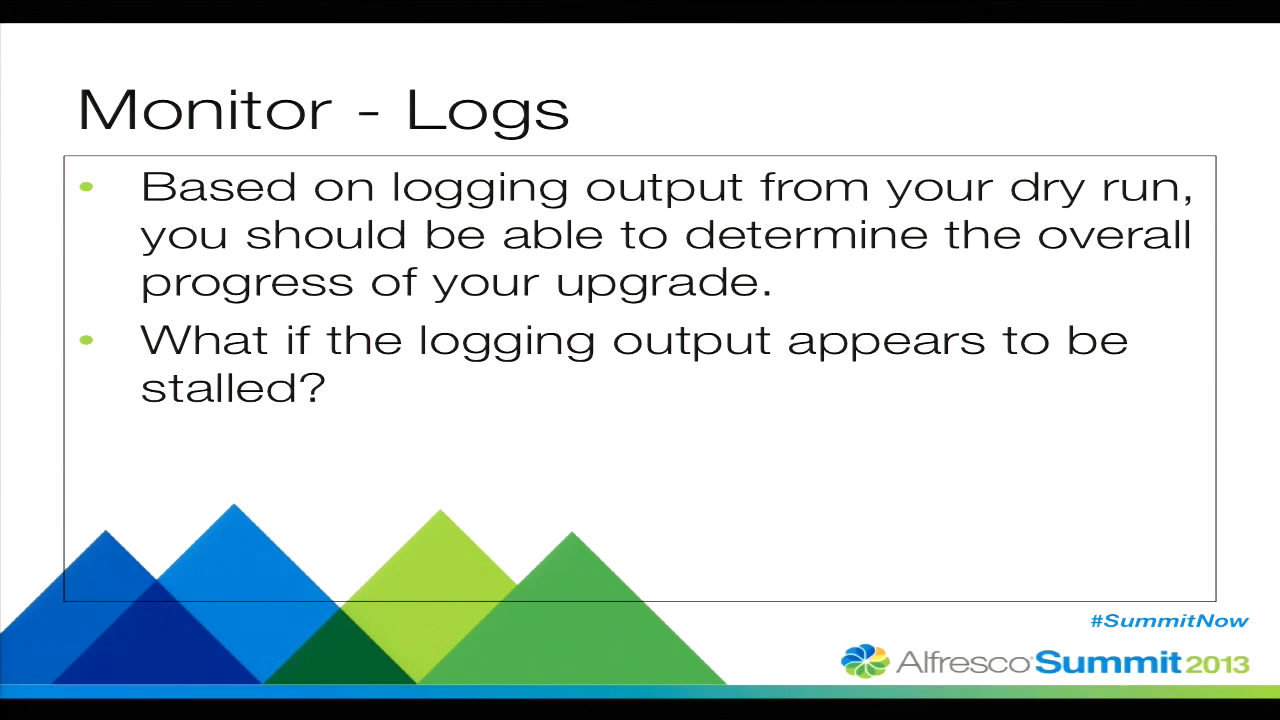 Monitor - Logs
• Based on logging output from your dry run,
you should be able to determine the overall
progress of your upgrade.
• What if the logging output appears to be
stalled?
#SummitNow
Alfresco Summit 2013